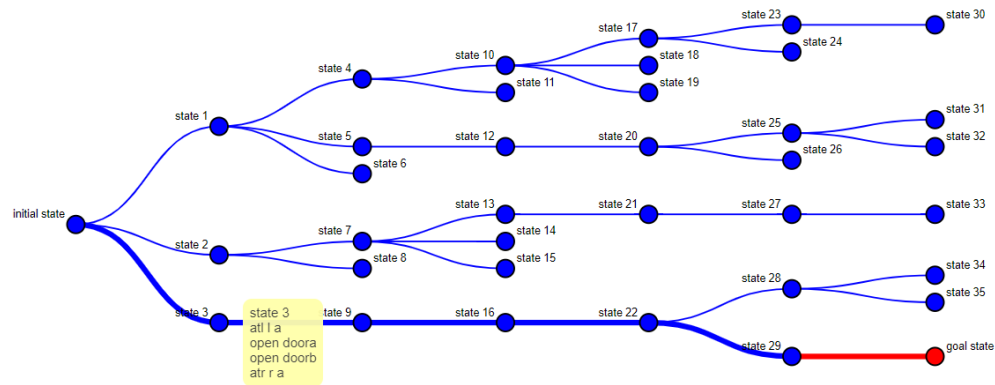 initial state
state 1
state 2
state 3
state 4
state 5
state 6
state 7
state 8
state 9
state 10
state 11
state 12
state 13
state 14
state 15
state 16
state 17
state 18
state 19
state 20
state 21
state 22
state 23
state 24
state 25
state 26
state 27
state 28
state 29
state 30
state 31
state 32
state 33
state 34
state 35
goal state
state 3
atl l a
open doora
open doorb
atr r a